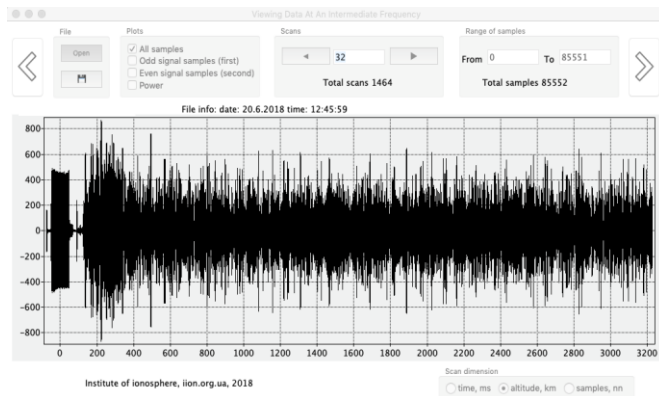 Viewing Data At An Intermediate Frequency
File
Plots
Scans
Range of samples
Open
All samples
Odd signal samples (first)
Even signal samples (second)
Power
32
Total scans 1464
From 0 To 85551
Total samples 85552
File info: date: 20.6.2018 time: 12:45:59
800
600
400
200
0
−200
−400
−600
−800
0 200 400 600 800 1000 1200 1400 1600 1800 2000 2200 2400 2600 2800 3000 3200
Institute of ionosphere, iion.org.ua, 2018
Scan dimension
time, ms altitude, km samples, nn